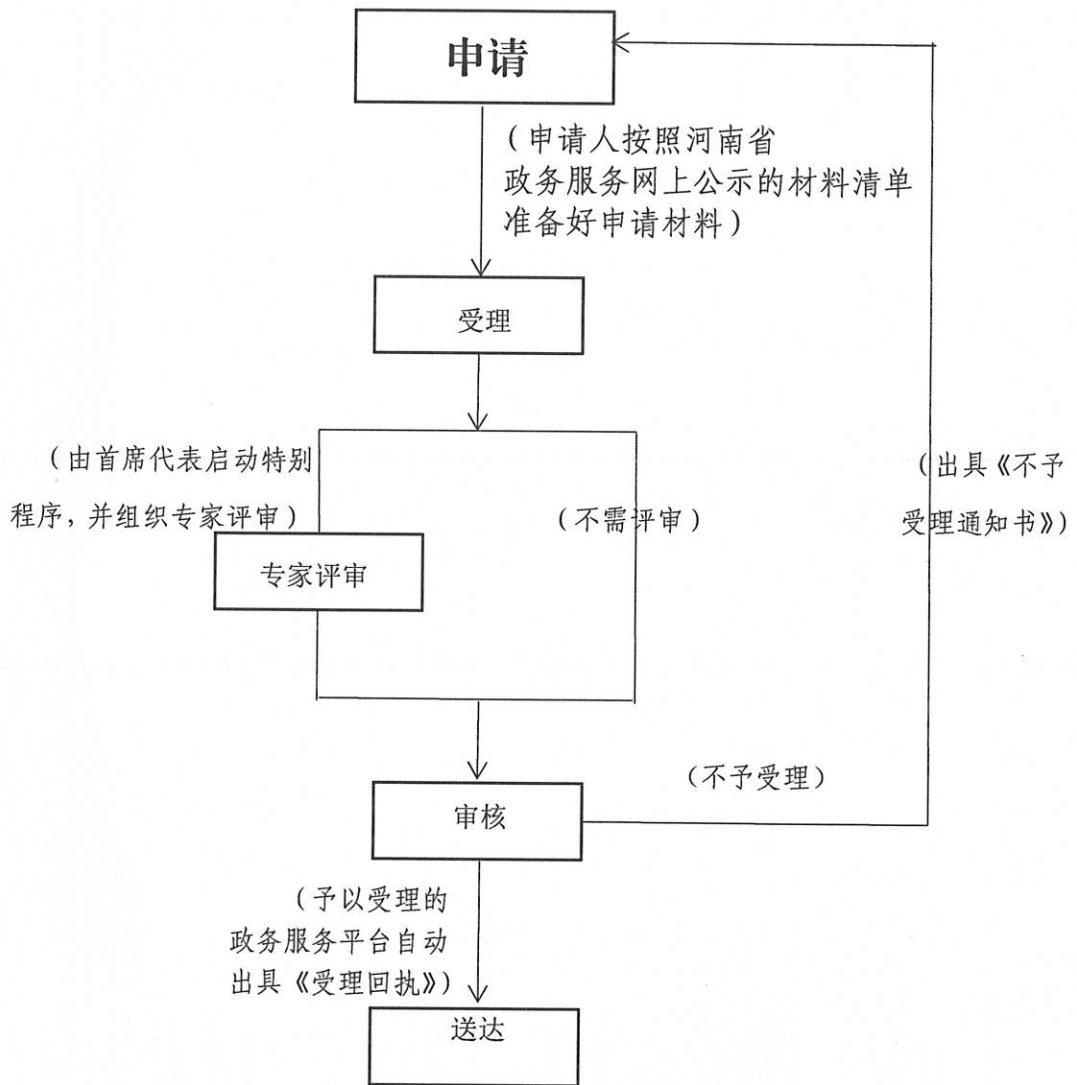 申请
（申请人按照河南省
政务服务网上公示的材料清单
准备好申请材料）
受理
（由首席代表启动特别
程序，并组织专家评审）
（不需评审）
（出具《不予
受理通知书》）
专家评审
审核
（不予受理）
（予以受理的
政务服务平台自动
出具《受理回执》）
送达